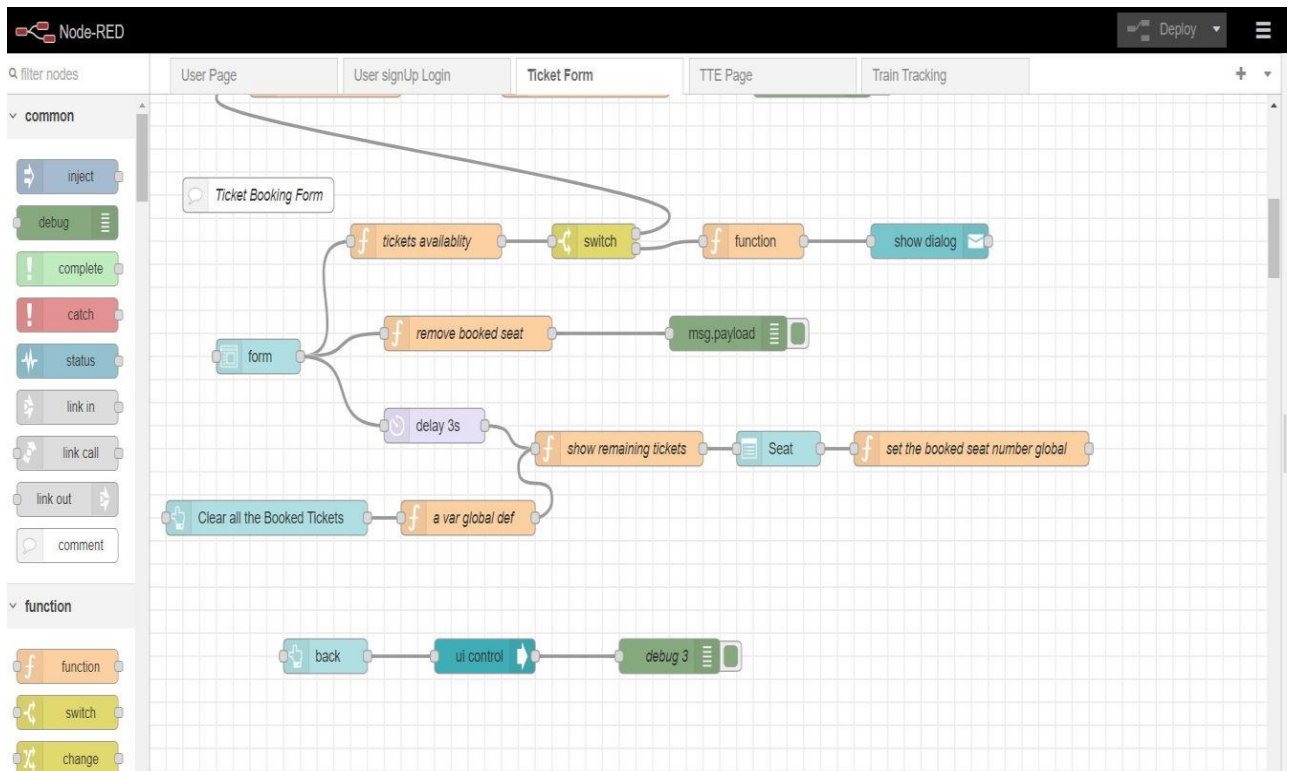 Node-RED
Deploy
filter nodes
User Page
User signUp Login
Ticket Form
TTE Page
Train Tracking
common
inject
debug
complete
catch
status
link in
link call
link out
comment
function
function
switch
change
Ticket Booking Form
tickets availablity
switch
function
show dialog
remove booked seat
msg.payload
form
delay 3s
show remaining tickets
Seat
set the booked seat number global
Clear all the Booked Tickets
a var global def
back
ui control
debug 3